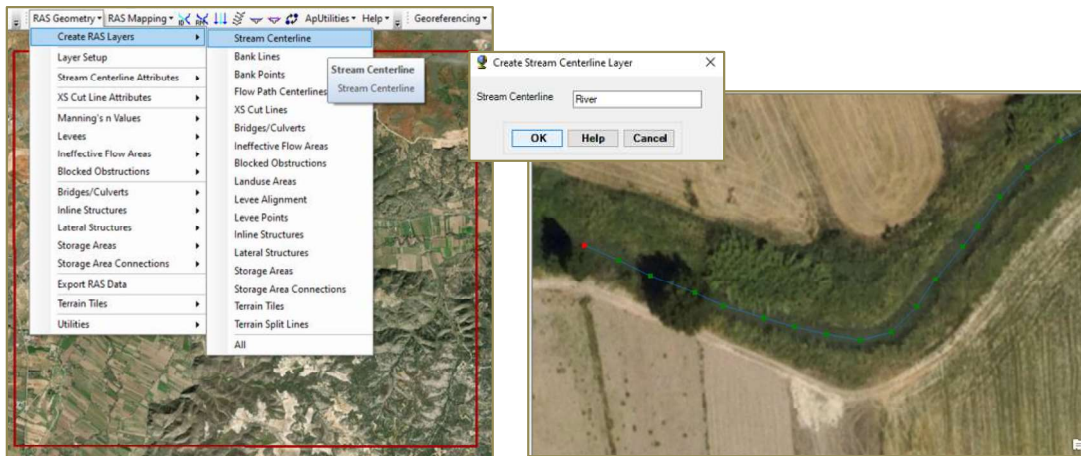 RAS Geometry RAS Mapping ApUtilities Help Georeferencing
Create RAS Layers
Layer Setup
Stream Centerline Attributes
XS Cut Line Attributes
Manning's n Values
Levees
Ineffective Flow Areas
Blocked Obstructions
Bridges/Culverts
Inline Structures
Lateral Structures
Storage Areas
Storage Area Connections
Export RAS Data
Terrain Tiles
Utilities
Stream Centerline
Bank Lines
Bank Points
Flow Path Centerlines
XS Cut Lines
Bridges/Culverts
Ineffective Flow Areas
Blocked Obstructions
Landuse Areas
Levee Alignment
Levee Points
Inline Structures
Lateral Structures
Storage Areas
Storage Area Connections
Terrain Tiles
Terrain Split Lines
All
Stream Centerline
Stream Centerline
Create Stream Centerline Layer
Stream Centerline River
OK Help Cancel